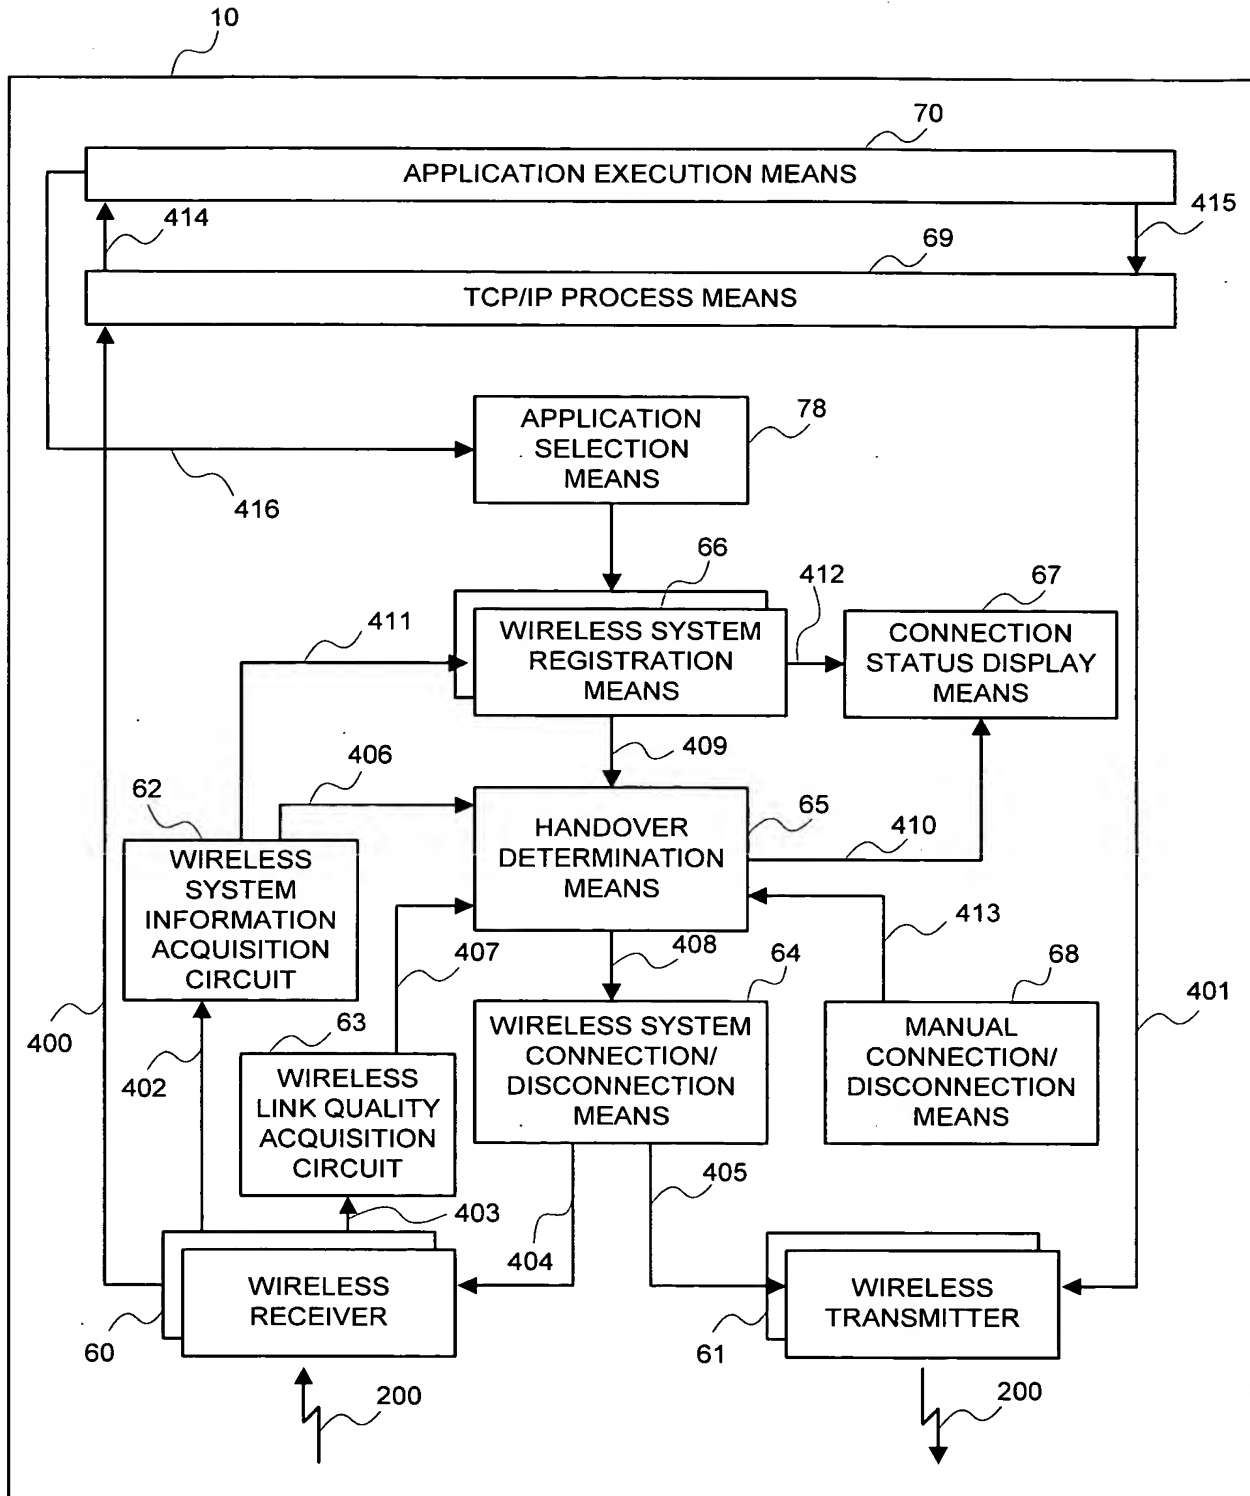 10
70
APPLICATION EXECUTION MEANS
414
415
69
TCP/IP PROCESS MEANS
APPLICATION
SELECTION
MEANS
78
416
66
412
67
411
WIRELESS SYSTEM
REGISTRATION
MEANS
CONNECTION
STATUS DISPLAY
MEANS
409
406
62
HANDOVER
DETERMINATION
MEANS
65
410
WIRELESS
SYSTEM
INFORMATION
ACQUISITION
CIRCUIT
413
407
408
64
68
401
400
402
63
WIRELESS SYSTEM
CONNECTION/
DISCONNECTION
MEANS
MANUAL
CONNECTION/
DISCONNECTION
MEANS
WIRELESS
LINK QUALITY
ACQUISITION
CIRCUIT
403
404
405
WIRELESS
RECEIVER
WIRELESS
TRANSMITTER
60
61
200
200